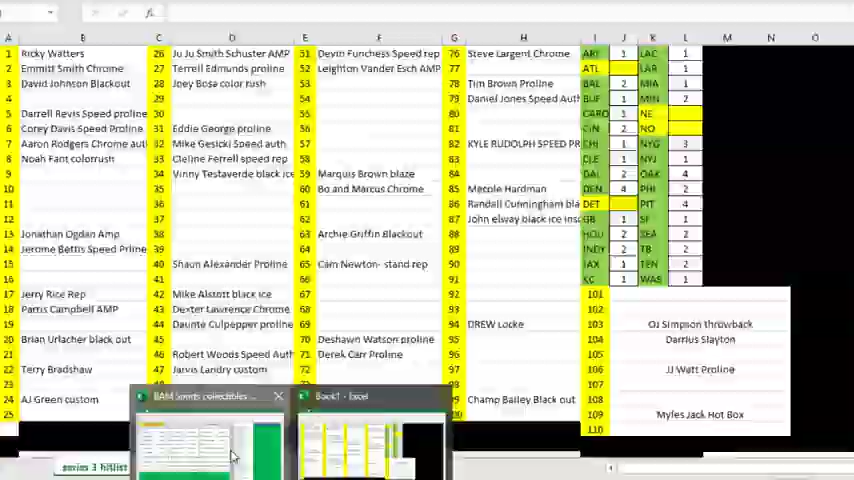 A B C D E F G H I J K L M N O
1 Ricky Watters 26 Ju Ju Smith Schuster AMP 51 Devin Funchess Speed rep 76 Steve Largent Chrome ARI 1 LAC 1
2 Emmitt Smith Chrome 27 Terrell Edmunds proline 52 Leighton Vander Esch AMP 77 ATL LAR 1
3 David Johnson Blackout 28 Joey Bosa color rush 53 78 Tim Brown Proline BAL 2 MIA 1
4 29 54 79 Daniel Jones Speed Auth BUF 1 MIN 2
5 Darrell Revis Speed proline 30 55 80 CARO 1 NE
6 Corey Davis Speed Proline 31 Eddie George proline 56 81 CIN 2 NO
7 Aaron Rodgers Chrome aut 32 Mike Gesicki Speed auth 57 82 KYLE RUDOLPH SPEED PR CHI 1 NYG 3
8 Noah Fant colorrush 33 Cleline Ferrell speed rep 58 83 CLE 1 NYJ 1
9 34 Vinny Testaverde black ice 59 Marquis Brown blaze 84 DAL 2 OAK 4
10 35 60 Bo and Marcus Chrome 85 Mecole Hardman DEN 4 PHI 2
11 36 61 86 Randall Cunningham bla DET PIT 4
12 37 62 87 John elway black ice insc GB 1 SF 1
13 Jonathan Ogdan Amp 38 63 Archie Griffin Blackout 88 HOU 2 SEA 2
14 Jerome Bettis Speed Prline 39 64 89 INDY 2 TB 2
15 40 Shaun Alexander Proline 65 Cam Newton- stand rep 90 JAX 1 TEN 2
16 41 66 91 KC 1 WAS 1
17 Jerry Rice Rep 42 Mike Alstott black ice 67 92 101
18 Parris Campbell AMP 43 Dexter Lawrence Chrome 68 93 102
19 44 Daunte Culpepper proline 69 94 DREW Locke 103 OJ Simpson throwback
20 Brian Urlacher black out 45 70 Deshawn Watson proline 95 104 Darrius Slayton
21 46 Robert Woods Speed Auth 71 Derek Carr Proline 96 105
22 Terry Bradshaw 47 Jarvis Landry custom 72 97 106 JJ Watt Proline
23 98 107
24 AJ Green custom 99 Champ Bailey Black out 108
25 109 Myles Jack Hot Box
110
BAM Sports collectibles ...
Book1 - Excel
series 3 hitlist